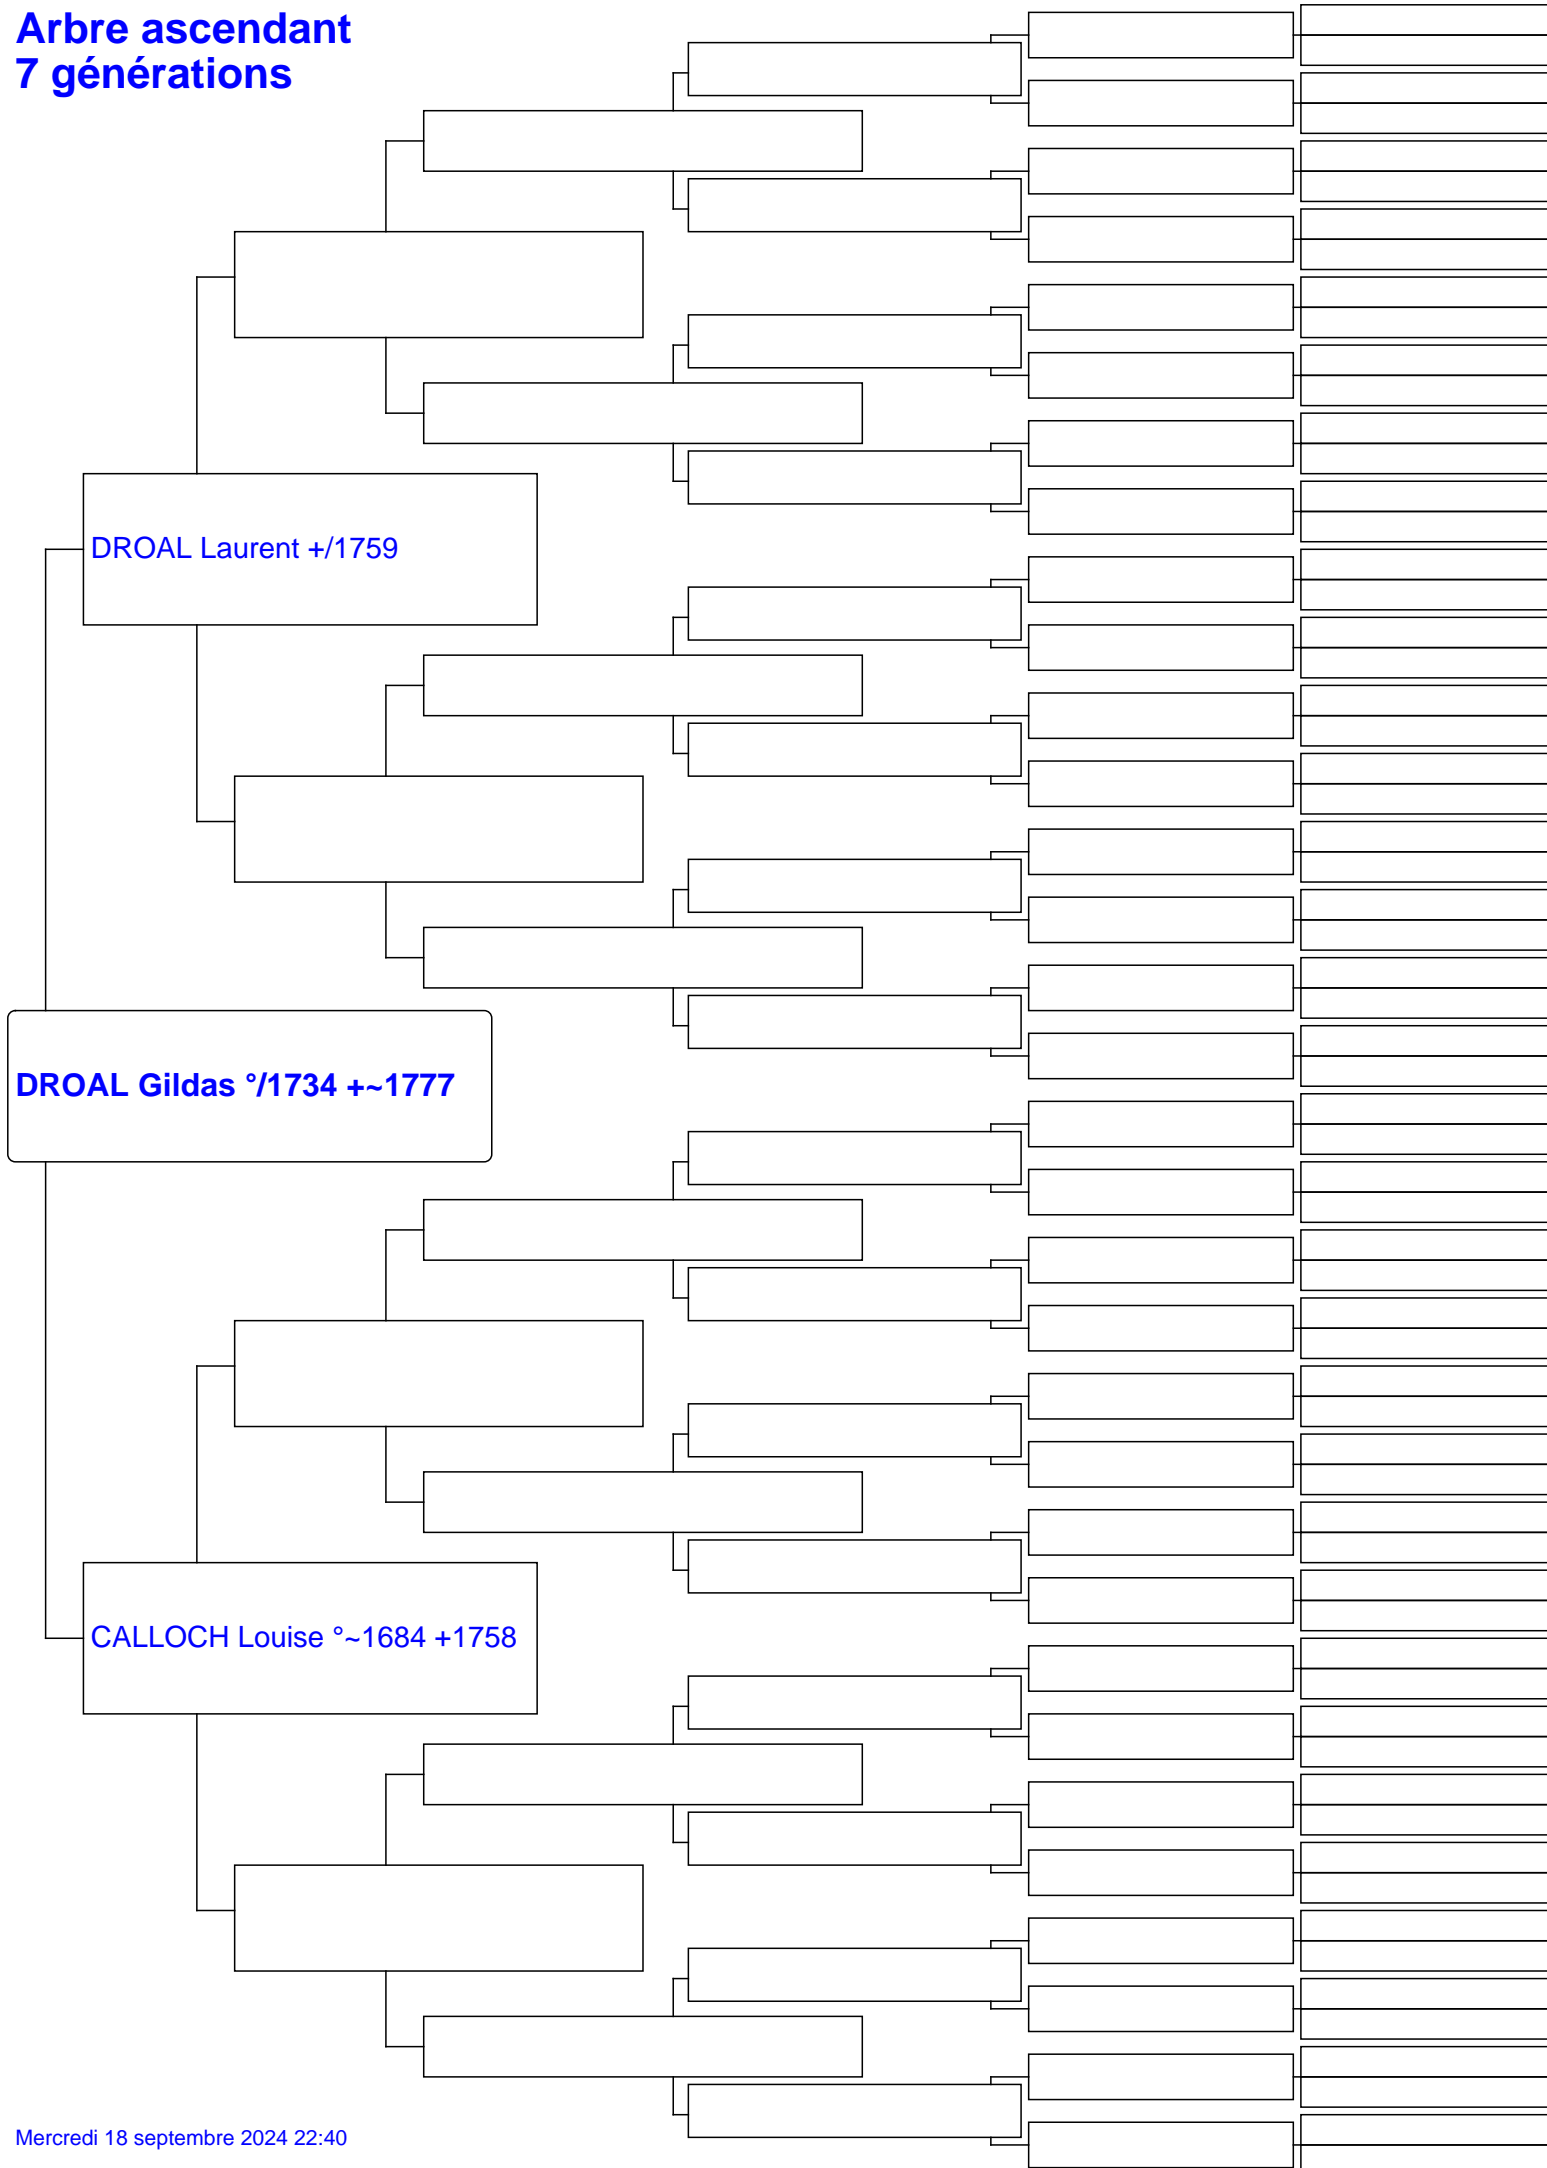 Arbre ascendant
7 générations
DROAL Laurent +/1759
DROAL Gildas °/1734 +~1777
CALLOCH Louise °~1684 +1758
Mercredi 18 septembre 2024 22:40